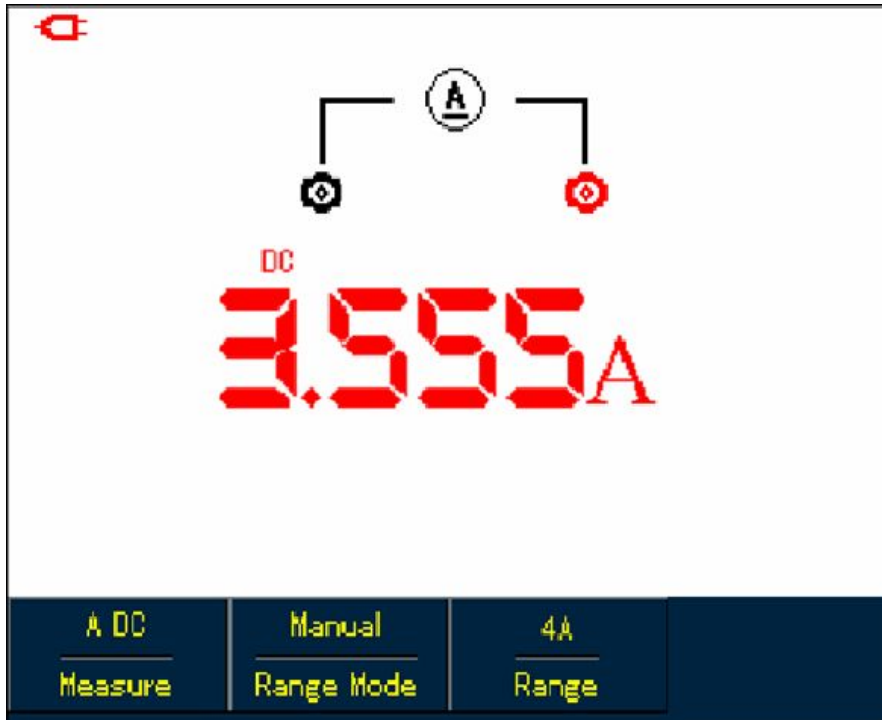 A
DC
3.555A
A DC
Measure
Manual
Range Mode
4A
Range